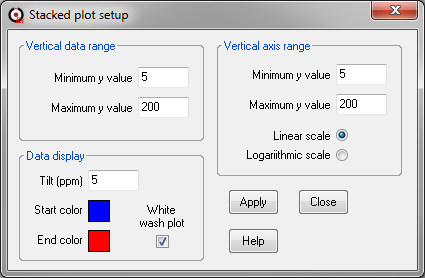 Stacked plot setup
Vertical data range
Minimum y value 5
Maximum y value 200
Vertical axis range
Minimum y value 5
Maximum y value 200
Linear scale
Logariithmic scale
Data display
Tilt (ppm) 5
Start color
End color
White
wash plot
Apply
Close
Help